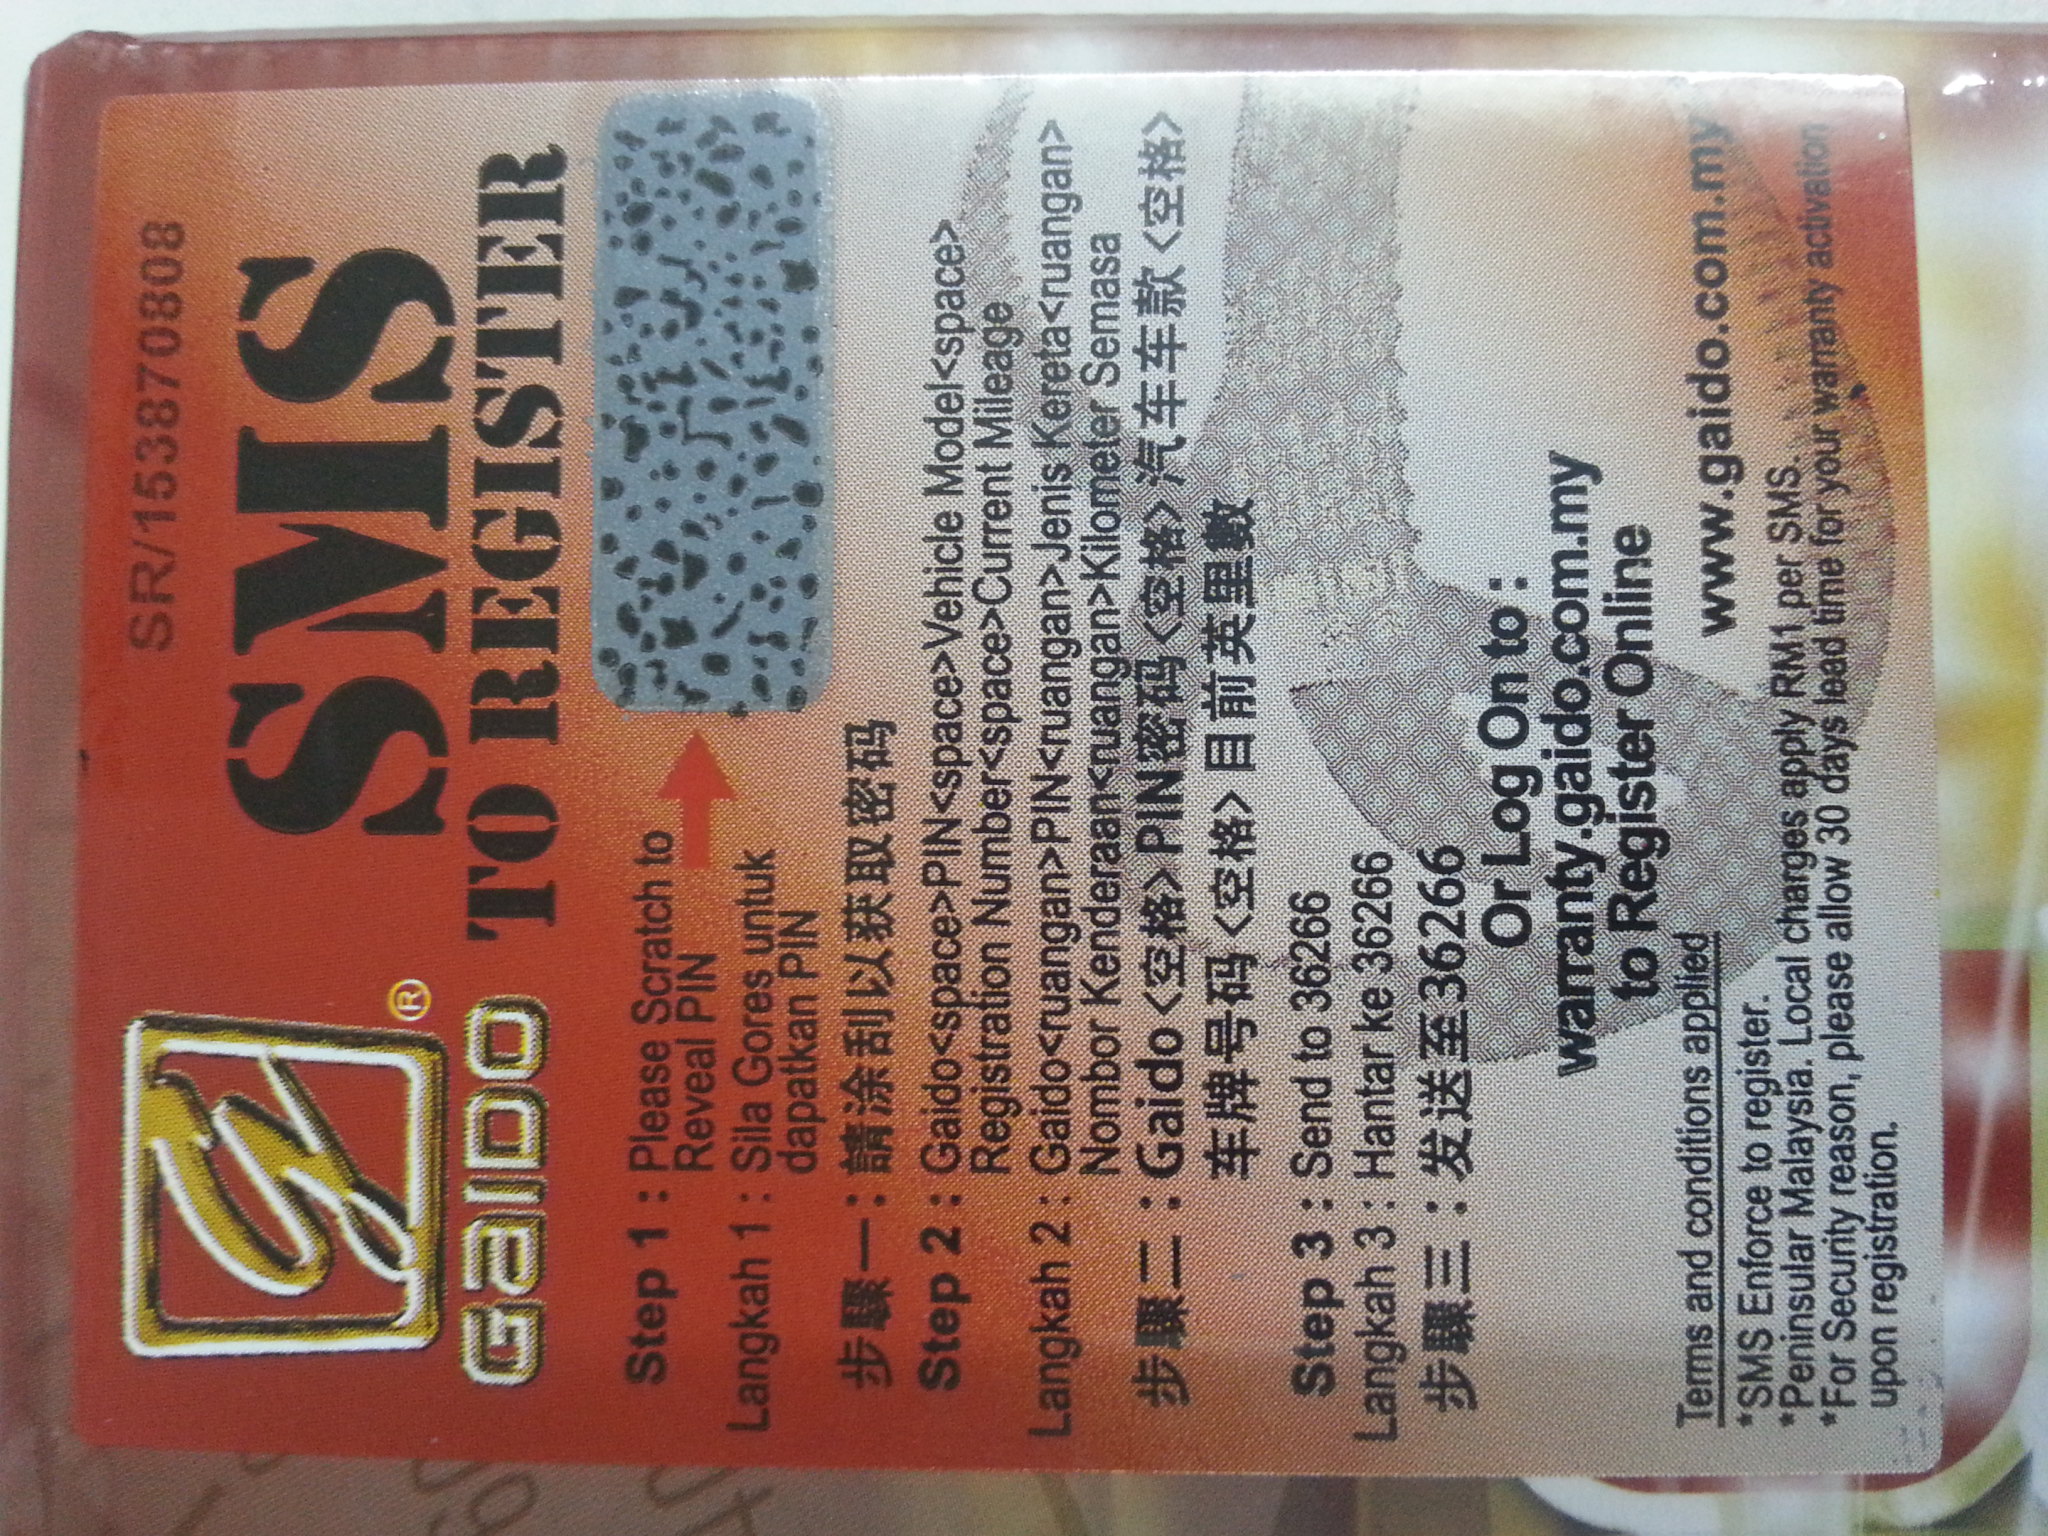 SR/153870808
SMS
TO REGISTER
®
GAIDO
Step 1 : Please Scratch to
Reveal PIN
Langkah 1 : Sila Gores untuk
dapatkan PIN
步驟一 : 請涂刮以获取密码
Step 2 : Gaido<space>PIN<space>Vehicle Model<space>
Registration Number<space>Current Mileage
Langkah 2 : Gaido<ruangan>PIN<ruangan>Jenis Kereta<ruangan>
Nombor Kenderaan<ruangan>Kilometer Semasa
步驟二 : Gaido <空格> PIN密码 <空格> 汽车车款 <空格>
车牌号码 <空格> 目前英里數
Step 3 : Send to 36266
Langkah 3 : Hantar ke 36266
步驟三 : 发送至36266
Or Log On to :
warranty.gaido.com.my
to Register Online
www.gaido.com.my
Terms and conditions applied
*SMS Enforce to register.
*Peninsular Malaysia. Local charges apply RM1 per SMS.
*For Security reason, please allow 30 days lead time for your warranty activation
upon registration.